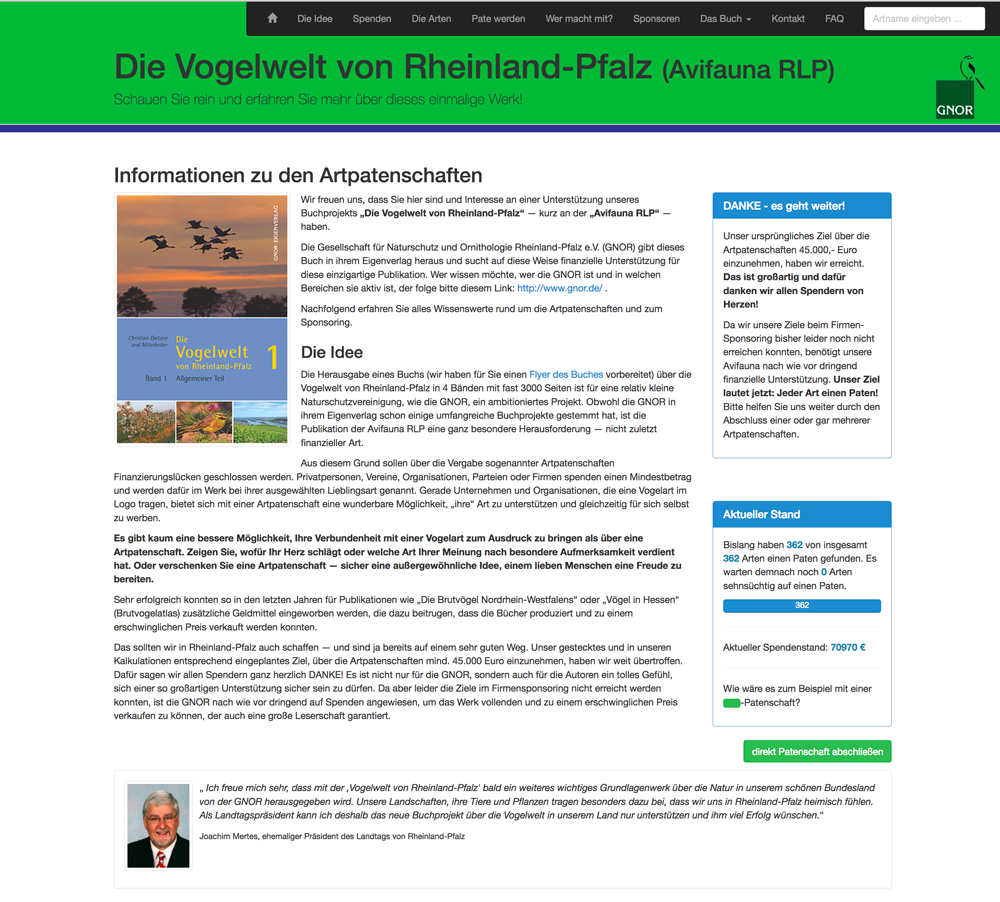 Die Idee Spenden Die Arten Pate werden Wer macht mit? Sponsoren Das Buch Kontakt FAQ Artname eingeben ...
Die Vogelwelt von Rheinland-Pfalz (Avifauna RLP)
Schauen Sie rein und erfahren Sie mehr über dieses einmalige Werk!
GNOR
Informationen zu den Artpatenschaften
GNOR-EIGENVERLAG
Christian Dietzen
und Mitarbeiter
Die
Vogelwelt
von Rheinland-Pfalz
1
Band 1 Allgemeiner Teil
Wir freuen uns, dass Sie hier sind und Interesse an einer Unterstützung unseres
Buchprojekts „Die Vogelwelt von Rheinland-Pfalz“ — kurz an der „Avifauna RLP“ —
haben.
Die Gesellschaft für Naturschutz und Ornithologie Rheinland-Pfalz e.V. (GNOR) gibt dieses
Buch in ihrem Eigenverlag heraus und sucht auf diese Weise finanzielle Unterstützung für
diese einzigartige Publikation. Wer wissen möchte, wer die GNOR ist und in welchen
Bereichen sie aktiv ist, der folge bitte diesem Link: http://www.gnor.de/ .
Nachfolgend erfahren Sie alles Wissenswerte rund um die Artpatenschaften und zum
Sponsoring.
Die Idee
Die Herausgabe eines Buchs (wir haben für Sie einen Flyer des Buches vorbereitet) über die
Vogelwelt von Rheinland-Pfalz in 4 Bänden mit fast 3000 Seiten ist für eine relativ kleine
Naturschutzvereinigung, wie die GNOR, ein ambitioniertes Projekt. Obwohl die GNOR in
ihrem Eigenverlag schon einige umfangreiche Buchprojekte gestemmt hat, ist die
Publikation der Avifauna RLP eine ganz besondere Herausforderung — nicht zuletzt
finanzieller Art.
Aus diesem Grund sollen über die Vergabe sogenannter Artpatenschaften
Finanzierungslücken geschlossen werden. Privatpersonen, Vereine, Organisationen, Parteien oder Firmen spenden einen Mindestbetrag
und werden dafür im Werk bei ihrer ausgewählten Lieblingsart genannt. Gerade Unternehmen und Organisationen, die eine Vogelart im
Logo tragen, bietet sich mit einer Artpatenschaft eine wunderbare Möglichkeit, „ihre“ Art zu unterstützen und gleichzeitig für sich selbst
zu werben.
Es gibt kaum eine bessere Möglichkeit, Ihre Verbundenheit mit einer Vogelart zum Ausdruck zu bringen als über eine
Artpatenschaft. Zeigen Sie, wofür Ihr Herz schlägt oder welche Art Ihrer Meinung nach besondere Aufmerksamkeit verdient
hat. Oder verschenken Sie eine Artpatenschaft — sicher eine außergewöhnliche Idee, einem lieben Menschen eine Freude zu
bereiten.
Sehr erfolgreich konnten so in den letzten Jahren für Publikationen wie „Die Brutvögel Nordrhein-Westfalens“ oder „Vögel in Hessen“
(Brutvogelatlas) zusätzliche Geldmittel eingeworben werden, die dazu beitrugen, dass die Bücher produziert und zu einem
erschwinglichen Preis verkauft werden konnten.
Das sollten wir in Rheinland-Pfalz auch schaffen — und sind ja bereits auf einem sehr guten Weg. Unser gestecktes und in unseren
Kalkulationen entsprechend eingeplantes Ziel, über die Artpatenschaften mind. 45.000 Euro einzunehmen, haben wir weit übertroffen.
Dafür sagen wir allen Spendern ganz herzlich DANKE! Es ist nicht nur für die GNOR, sondern auch für die Autoren ein tolles Gefühl,
sich einer so großartigen Unterstützung sicher sein zu dürfen. Da aber leider die Ziele im Firmensponsoring nicht erreicht werden
konnten, ist die GNOR nach wie vor dringend auf Spenden angewiesen, um das Werk vollenden und zu einem erschwinglichen Preis
verkaufen zu können, der auch eine große Leserschaft garantiert.
DANKE - es geht weiter!
Unser ursprüngliches Ziel über die
Artpatenschaften 45.000,- Euro
einzunehmen, haben wir erreicht.
Das ist großartig und dafür
danken wir allen Spendern von
Herzen!
Da wir unsere Ziele beim Firmen-
Sponsoring bisher leider noch nicht
erreichen konnten, benötigt unsere
Avifauna nach wie vor dringend
finanzielle Unterstützung. Unser Ziel
lautet jetzt: Jeder Art einen Paten!
Bitte helfen Sie uns weiter durch den
Abschluss einer oder gar mehrerer
Artpatenschaften.
Aktueller Stand
Bislang haben 362 von insgesamt
362 Arten einen Paten gefunden. Es
warten demnach noch 0 Arten
sehnsüchtig auf einen Paten.
362
Aktueller Spendenstand: 70970 €
Wie wäre es zum Beispiel mit einer
-Patenschaft?
direkt Patenschaft abschließen
„ Ich freue mich sehr, dass mit der ‚Vogelwelt von Rheinland-Pfalz' bald ein weiteres wichtiges Grundlagenwerk über die Natur in unserem schönen Bundesland
von der GNOR herausgegeben wird. Unsere Landschaften, ihre Tiere und Pflanzen tragen besonders dazu bei, dass wir uns in Rheinland-Pfalz heimisch fühlen.
Als Landtagspräsident kann ich deshalb das neue Buchprojekt über die Vogelwelt in unserem Land nur unterstützen und ihm viel Erfolg wünschen.“
Joachim Mertes, ehemaliger Präsident des Landtags von Rheinland-Pfalz